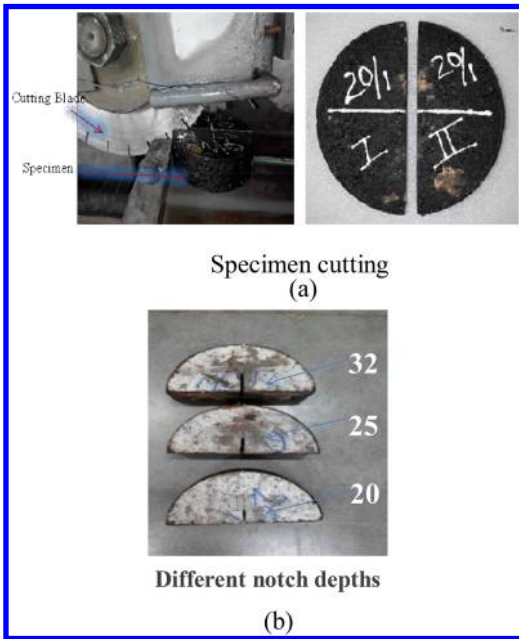 Cutting Blade
Specimen
20/1
20/1
I
II
Specimen cutting
(a)
32
25
20
Different notch depths
(b)